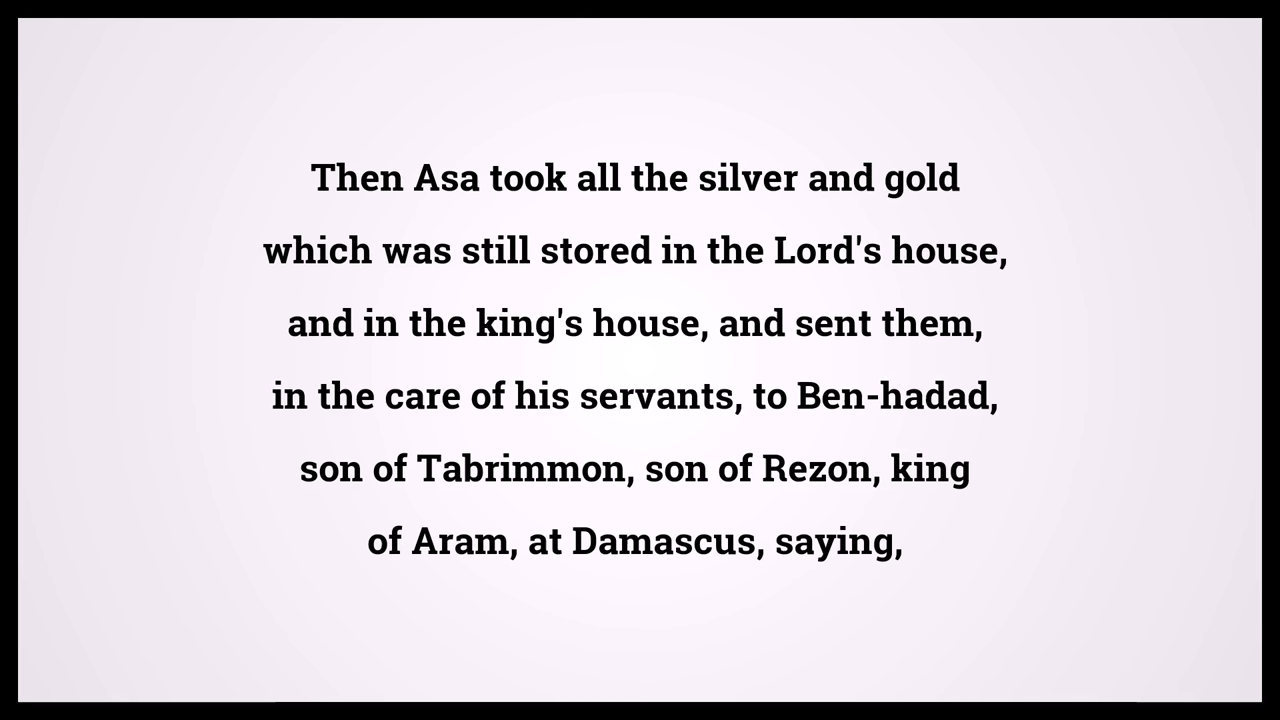 Then Asa took all the silver and gold
which was still stored in the Lord's house,
and in the king's house, and sent them,
in the care of his servants, to Ben-hadad,
son of Tabrimmon, son of Rezon, king
of Aram, at Damascus, saying,